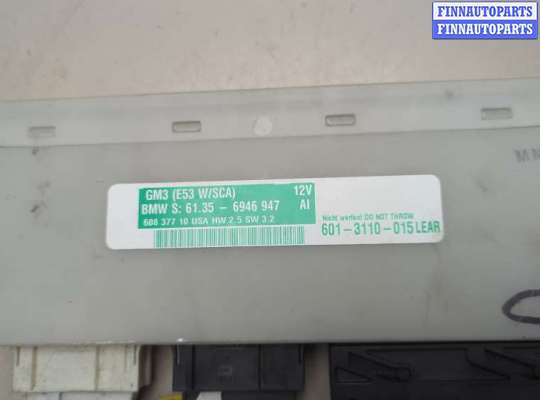 FINNAUTOPARTS
FINNAUTOPARTS
GM3 (E53 W/SCA) 12V
BMW S: 61.35 - 6946 947 AI
608 377 10 USA HW 2.5 SW 3.2
Nicht werfen! DO NOT THROW
601-3110-015 LEAR